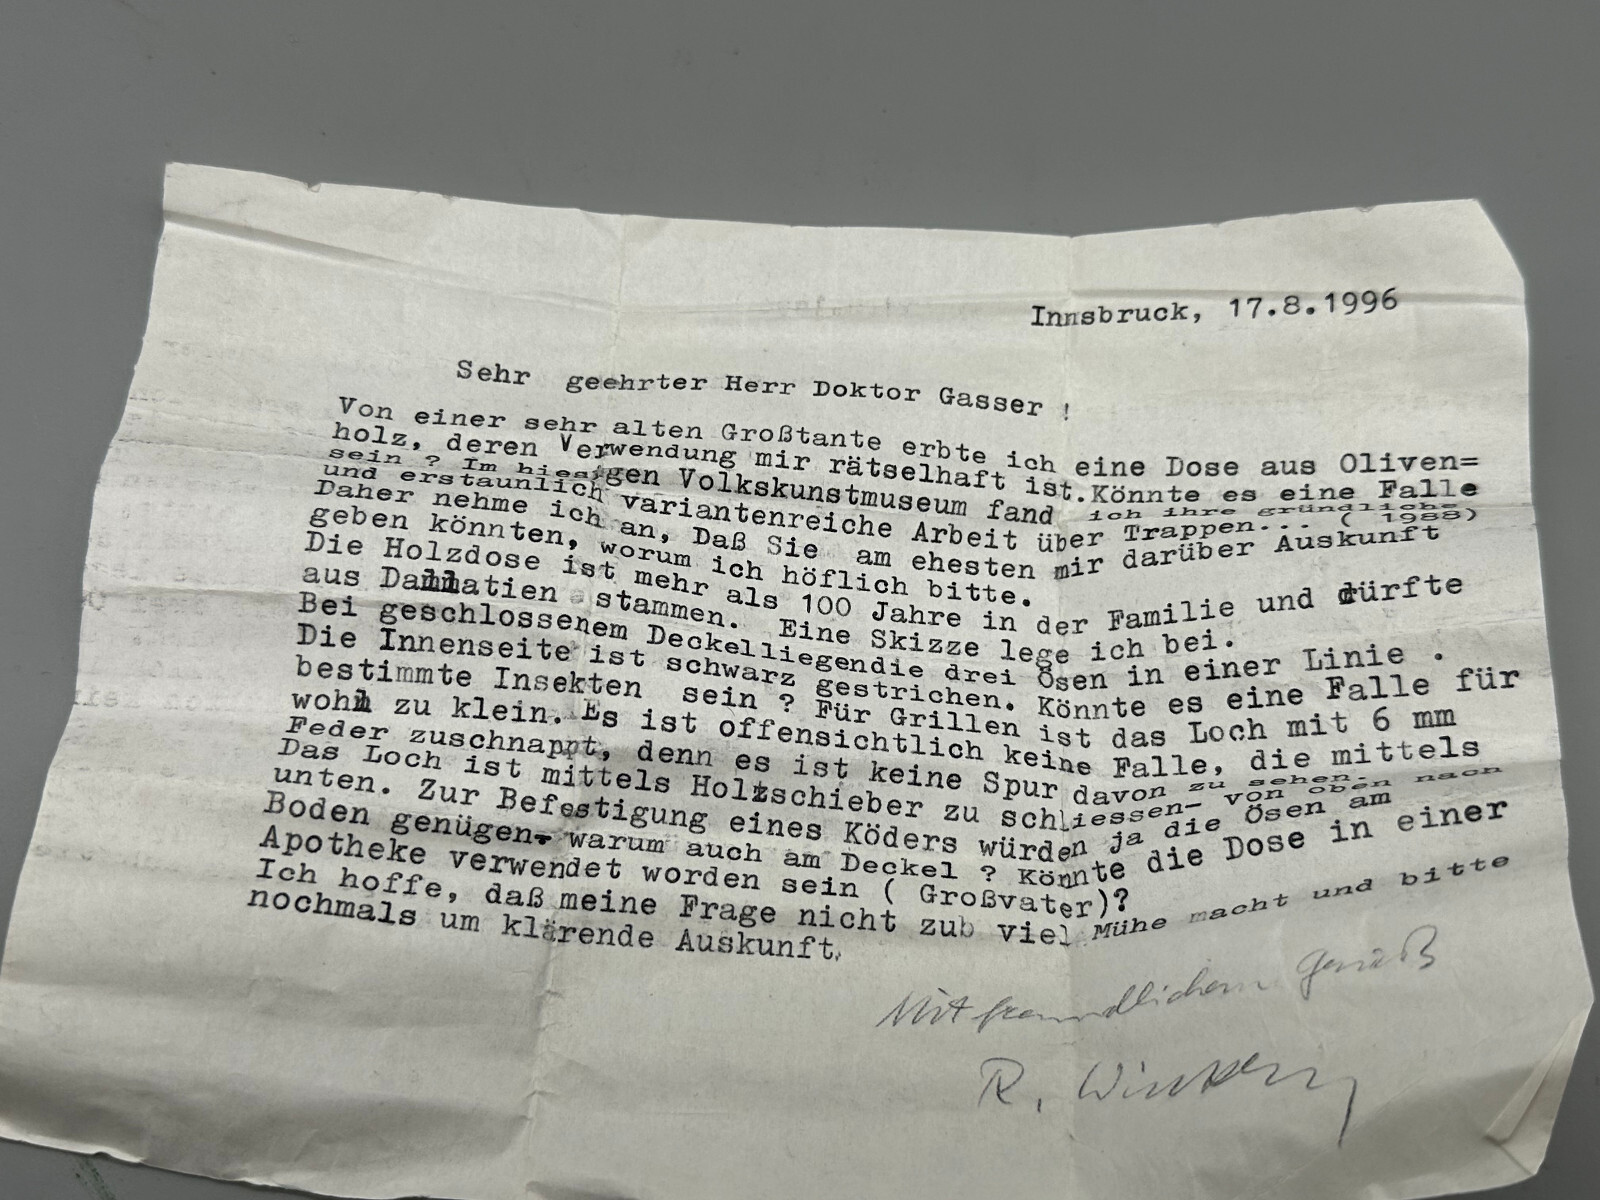 Innsbruck, 17.8.1996
Sehr geehrter Herr Doktor Gasser !
Von einer sehr alten Großtante erbte ich eine Dose aus Oliven=
holz, deren Verwendung mir rätselhaft ist.Könnte es eine Falle
sein ? Im hiesigen Volkskunstmuseum fand ich ihre gründliche
und erstaunlich variantenreiche Arbeit über Trappen... ( 1988)
Daher nehme ich an, Daß Sie am ehesten mir darüber Auskunft
geben könnten, worum ich höflich bitte.
Die Holzdose ist mehr als 100 Jahre in der Familie und dürfte
aus Dalmatien stammen. Eine Skizze lege ich bei.
Bei geschlossenem Deckelliegendie drei Ösen in einer Linie .
Die Innenseite ist schwarz gestrichen. Könnte es eine Falle für
bestimmte Insekten sein ? Für Grillen ist das Loch mit 6 mm
wohl zu klein. Es ist offensichtlich keine Falle, die mittels
Feder zuschnappt, denn es ist keine Spur davon zu sehen.
Das Loch ist mittels Holzschieber zu schliessen- von oben nach
unten. Zur Befestigung eines Köders würden ja die Ösen am
Boden genügen- warum auch am Deckel ? Könnte die Dose in einer
Apotheke verwendet worden sein ( Großvater)?
Ich hoffe, daß meine Frage nicht zub viel Mühe macht und bitte
nochmals um klärende Auskunft.
Mit freundlichem Gruß
R.